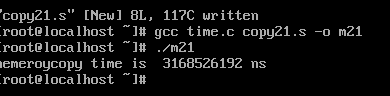 "copy21.s" [New] 8L, 117C written
[root@localhost ~]# gcc time.c copy21.s -o m21
[root@localhost ~]# ./m21
memeroycopy time is  3168526192 ns
[root@localhost ~]#